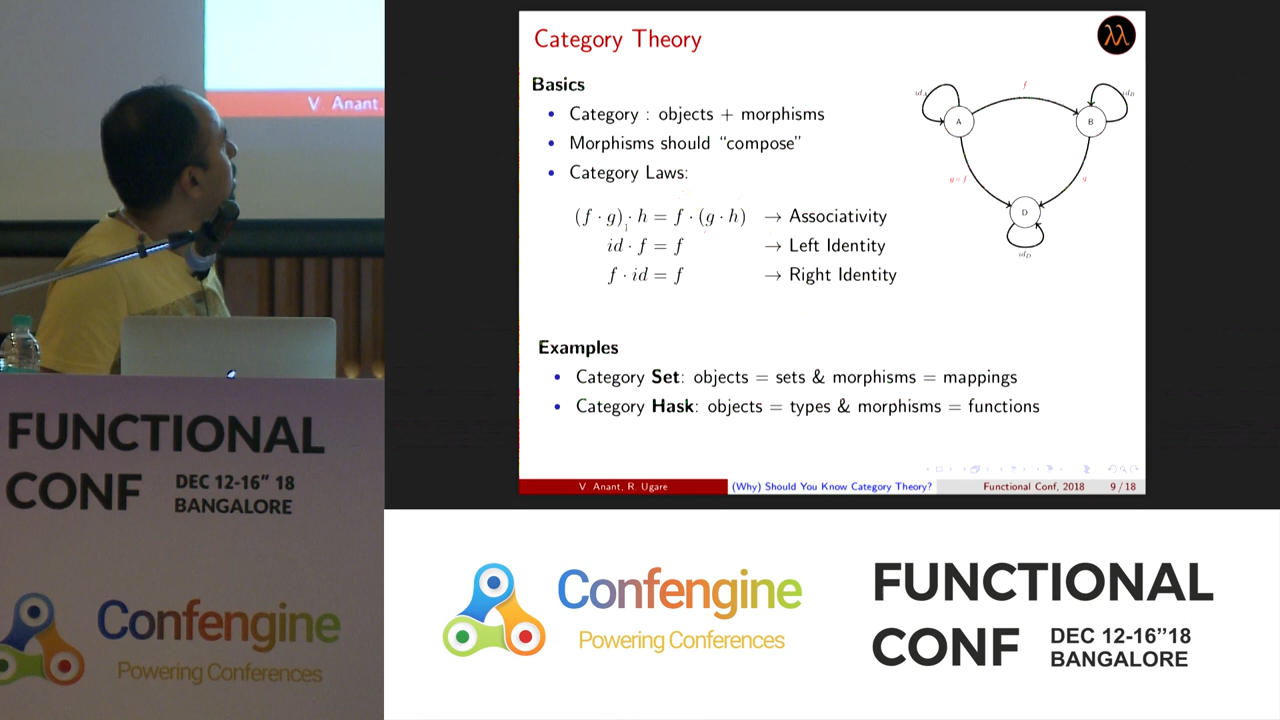 V Anant,
Category Theory
λλ
Basics
• Category : objects + morphisms
• Morphisms should “compose”
• Category Laws:
(f · g) · h = f · (g · h) → Associativity
id · f = f → Left Identity
f · id = f → Right Identity
f
A
B
id_B
g
D
id_D
Examples
• Category Set: objects = sets & morphisms = mappings
• Category Hask: objects = types & morphisms = functions
V Anant, R Ugare (Why) Should You Know Category Theory? Functional Conf, 2018 9 / 18
FUNCTIONAL
CONF DEC 12-16” 18
BANGALORE
Confengine
Powering Conferences
Confengine
Powering Conferences
FUNCTIONAL
CONF DEC 12-16”18
BANGALORE